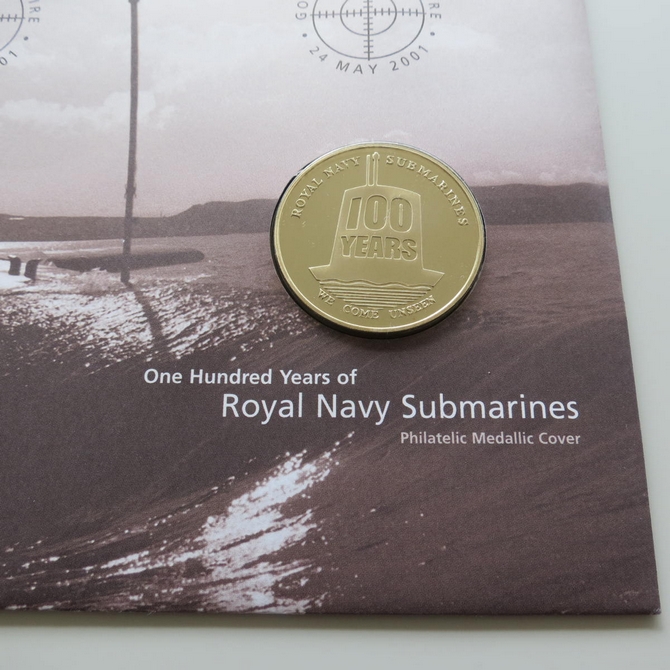 24 MAY 2001
ROYAL NAVY SUBMARINES
100
YEARS
WE COME UNSEEN
One Hundred Years of
Royal Navy Submarines
Philatelic Medallic Cover